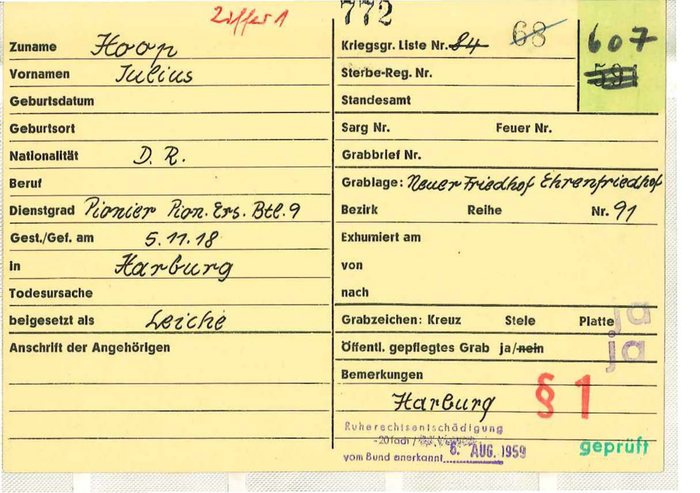 Ziffer 1
772
Zuname Hoop
Vornamen Julius
Geburtsdatum
Geburtsort
Nationalität D. R.
Beruf
Dienstgrad Pionier Pion. Ers. Btl. 9
Gest./Gef. am 5.11.18
in Harburg
Todesursache
beigesetzt als Leiche
Anschrift der Angehörigen
Kriegsgr. Liste Nr. 84 68
607
591
Sterbe-Reg. Nr.
Standesamt
Sarg Nr. Feuer Nr.
Grabbrief Nr.
Grablage: Neuer Friedhof Ehrenfriedhof
Bezirk Reihe Nr. 91
Exhumiert am
von
nach
Grabzeichen: Kreuz Stele Platte ja
Öffentl. gepflegtes Grab ja/nein ja
Bemerkungen
Harburg § 1
Ruherechtsentschädigung
-20fach /
vom Bund anerkannt 6. AUG. 1959
geprüft